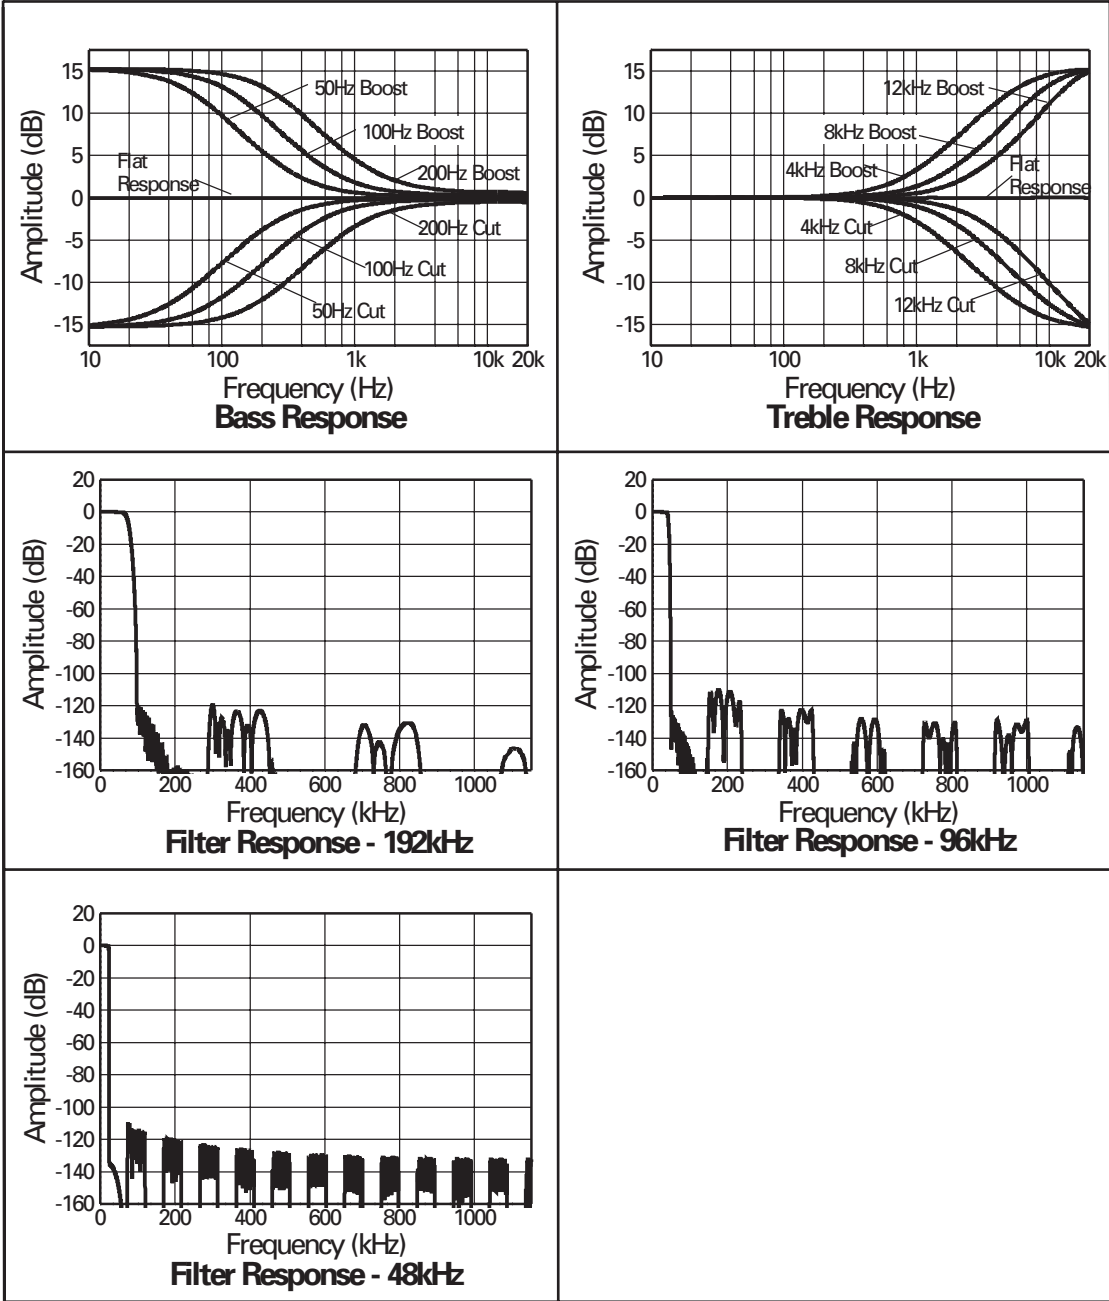 15
10
5
0
-5
-10
-15
Amplitude (dB)
50Hz Boost
100Hz Boost
200Hz Boost
Flat
Response
200Hz Cut
100Hz Cut
50Hz Cut
10 100 1k 10k 20k
Frequency (Hz)
Bass Response
15
10
5
0
-5
-10
-15
Amplitude (dB)
12kHz Boost
8kHz Boost
4kHz Boost
Flat
Response
4kHz Cut
8kHz Cut
12kHz Cut
10 100 1k 10k 20k
Frequency (Hz)
Treble Response
20
0
-20
-40
-60
-80
-100
-120
-140
-160
Amplitude (dB)
0 200 400 600 800 1000
Frequency (kHz)
Filter Response - 192kHz
20
0
-20
-40
-60
-80
-100
-120
-140
-160
Amplitude (dB)
0 200 400 600 800 1000
Frequency (kHz)
Filter Response - 96kHz
20
0
-20
-40
-60
-80
-100
-120
-140
-160
Amplitude (dB)
0 200 400 600 800 1000
Frequency (kHz)
Filter Response - 48kHz